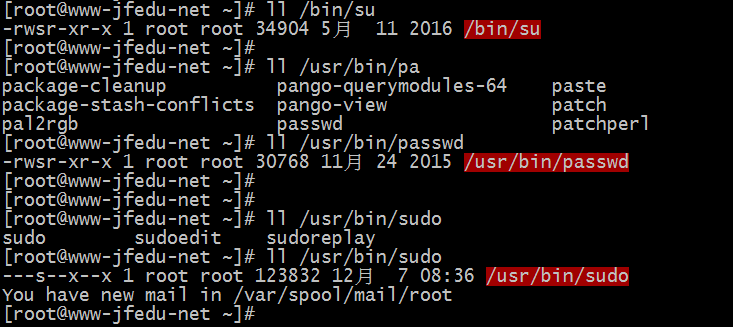 [root@www-jfedu-net ~]# ll /bin/su
-rwsr-xr-x 1 root root 34904 5月  11 2016 /bin/su
[root@www-jfedu-net ~]#
[root@www-jfedu-net ~]# ll /usr/bin/pa
package-cleanup          pango-querymodules-64    paste
package-stash-conflicts  pango-view               patch
pal2rgb                  passwd                   patchperl
[root@www-jfedu-net ~]# ll /usr/bin/passwd
-rwsr-xr-x 1 root root 30768 11月 24 2015 /usr/bin/passwd
[root@www-jfedu-net ~]#
[root@www-jfedu-net ~]#
[root@www-jfedu-net ~]# ll /usr/bin/sudo
sudo        sudoedit    sudoreplay
[root@www-jfedu-net ~]# ll /usr/bin/sudo
---s--x--x 1 root root 123832 12月  7 08:36 /usr/bin/sudo
You have new mail in /var/spool/mail/root
[root@www-jfedu-net ~]#